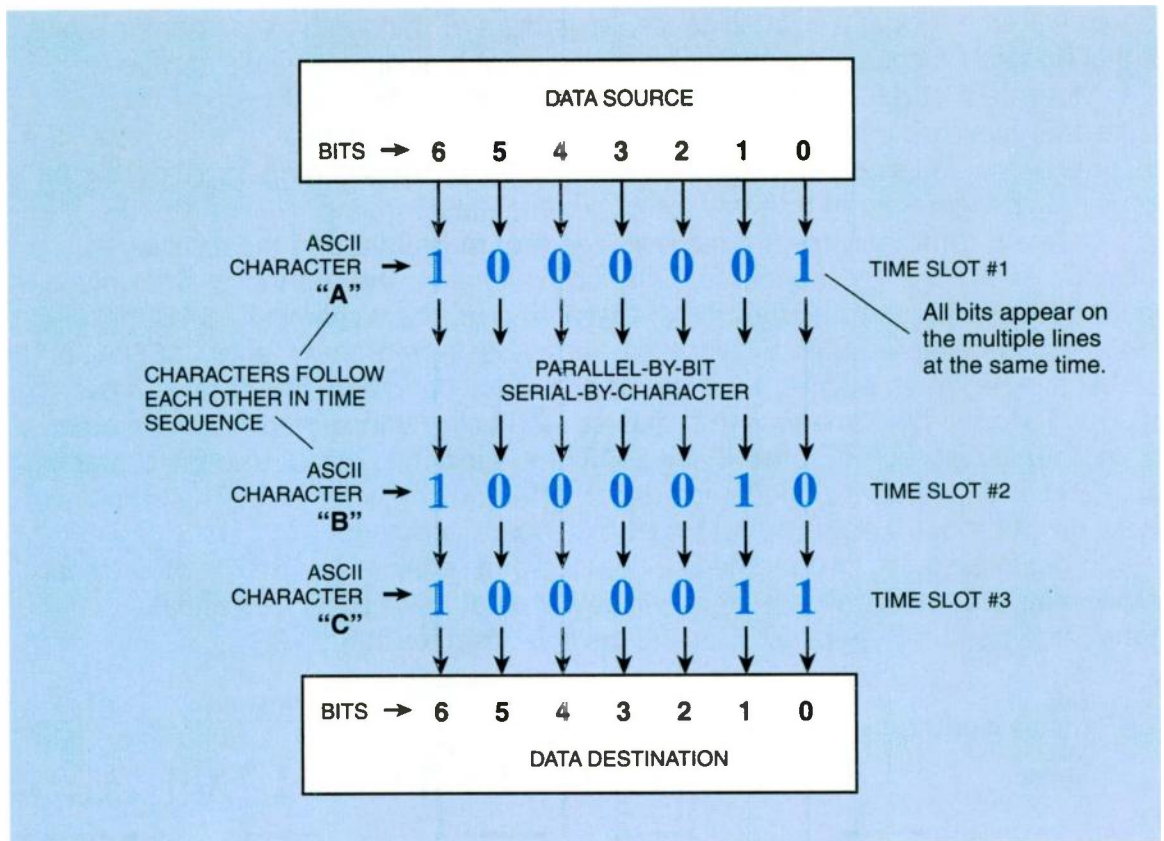 DATA SOURCE
BITS → 6 5 4 3 2 1 0
ASCII
CHARACTER →
"A"
1 0 0 0 0 0 1
TIME SLOT #1
All bits appear on
the multiple lines
at the same time.
CHARACTERS FOLLOW
EACH OTHER IN TIME
SEQUENCE
PARALLEL-BY-BIT
SERIAL-BY-CHARACTER
ASCII
CHARACTER →
"B"
1 0 0 0 0 1 0
TIME SLOT #2
ASCII
CHARACTER →
"C"
1 0 0 0 0 1 1
TIME SLOT #3
BITS → 6 5 4 3 2 1 0
DATA DESTINATION